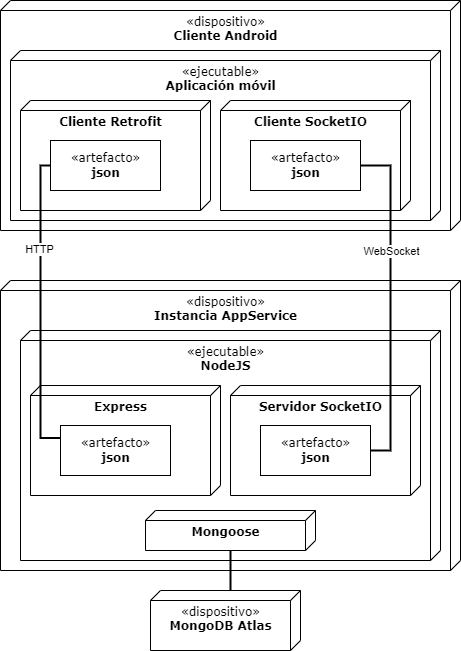 «dispositivo»
Cliente Android
«ejecutable»
Aplicación móvil
Cliente Retrofit
«artefacto»
json
Cliente SocketIO
«artefacto»
json
HTTP
WebSocket
«dispositivo»
Instancia AppService
«ejecutable»
NodeJS
Express
«artefacto»
json
Servidor SocketIO
«artefacto»
json
Mongoose
«dispositivo»
MongoDB Atlas